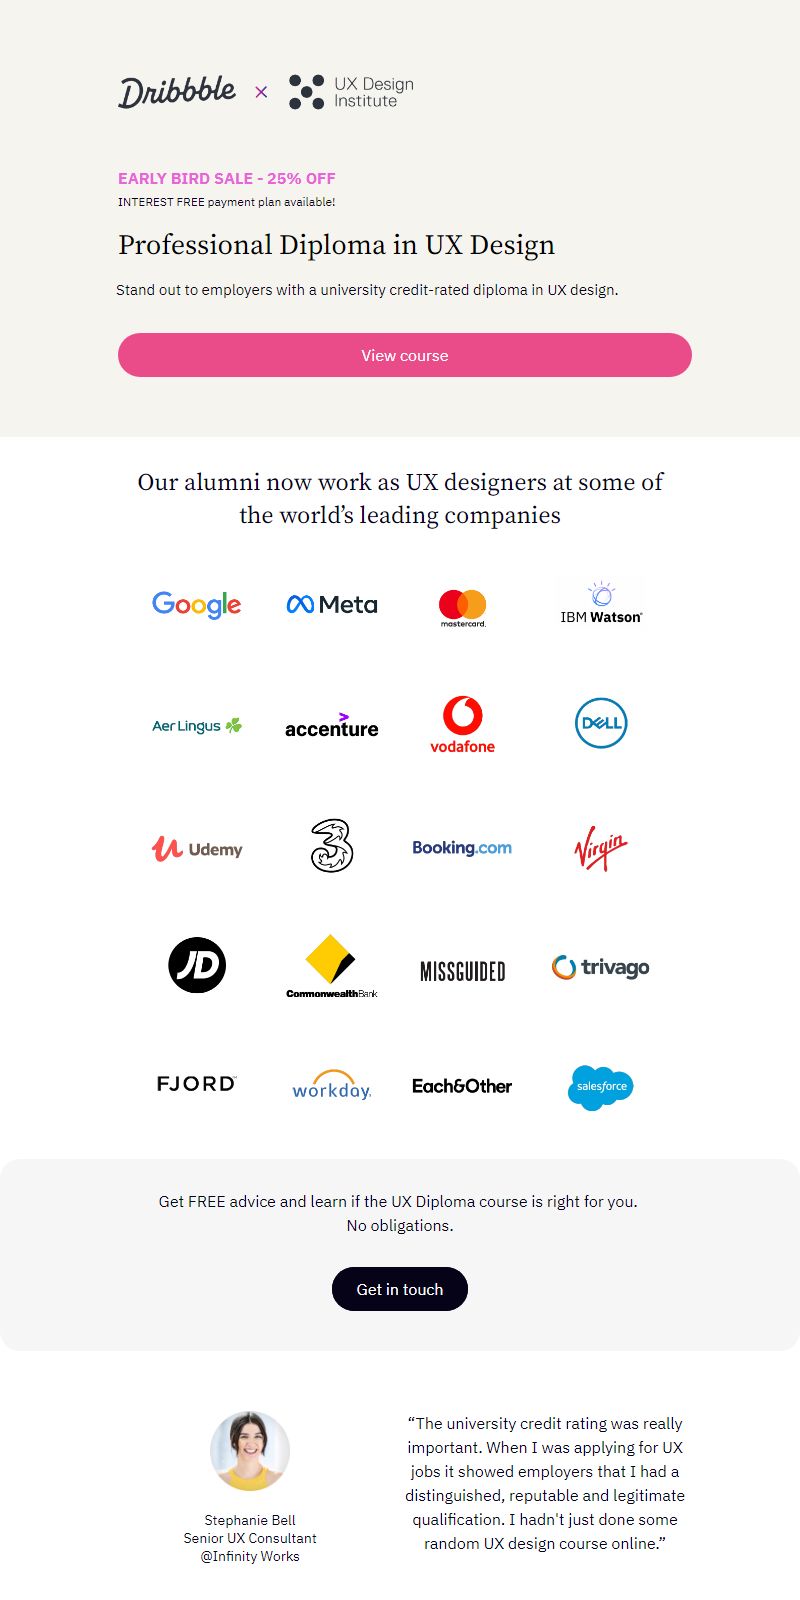 Dribbble × UX Design
Institute
EARLY BIRD SALE - 25% OFF
INTEREST FREE payment plan available!
Professional Diploma in UX Design
Stand out to employers with a university credit-rated diploma in UX design.
View course
Our alumni now work as UX designers at some of
the world’s leading companies
Google Meta mastercard. IBM Watson
Aer Lingus accenture vodafone DELL
Udemy 3 Booking.com Virgin
JD CommonwealthBank MISSGUIDED trivago
FJORD workday. Each&Other salesforce
Get FREE advice and learn if the UX Diploma course is right for you.
No obligations.
Get in touch
Stephanie Bell
Senior UX Consultant
@Infinity Works
“The university credit rating was really
important. When I was applying for UX
jobs it showed employers that I had a
distinguished, reputable and legitimate
qualification. I hadn't just done some
random UX design course online.”